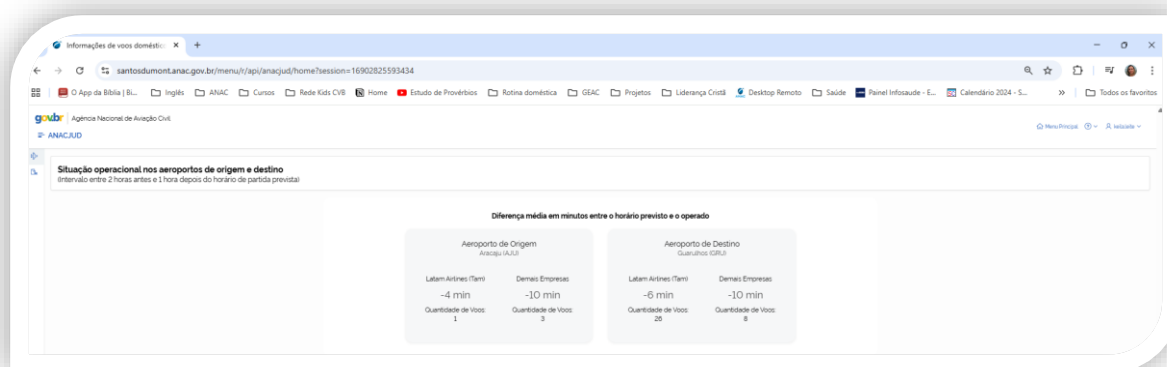 Informações de voos doméstic
santosdumont.anac.gov.br/menu/r/api/anacjud/home?session=16902825593434
O App da Bíblia | Bi... Inglês ANAC Cursos Rede Kids CVB Home Estudo de Provérbios Rotina doméstica GEAC Projetos Liderança Cristã Desktop Remoto Saúde Painel Infosaude - E... Calendário 2024 - S... » Todos os favoritos
gov.br Agência Nacional de Aviação Civil
ANACJUD
Menu Principal
Situação operacional nos aeroportos de origem e destino
(Intervalo entre 2 horas antes e 1 hora depois do horário de partida prevista)
Diferença média em minutos entre o horário previsto e o operado
Aeroporto de Origem
Aracaju (AJU)
Latam Airlines (Tam) Demais Empresas
-4 min -10 min
Quantidade de Voos: Quantidade de Voos:
1 3
Aeroporto de Destino
Guarulhos (GRU)
Latam Airlines (Tam) Demais Empresas
-6 min -10 min
Quantidade de Voos: Quantidade de Voos:
26 8